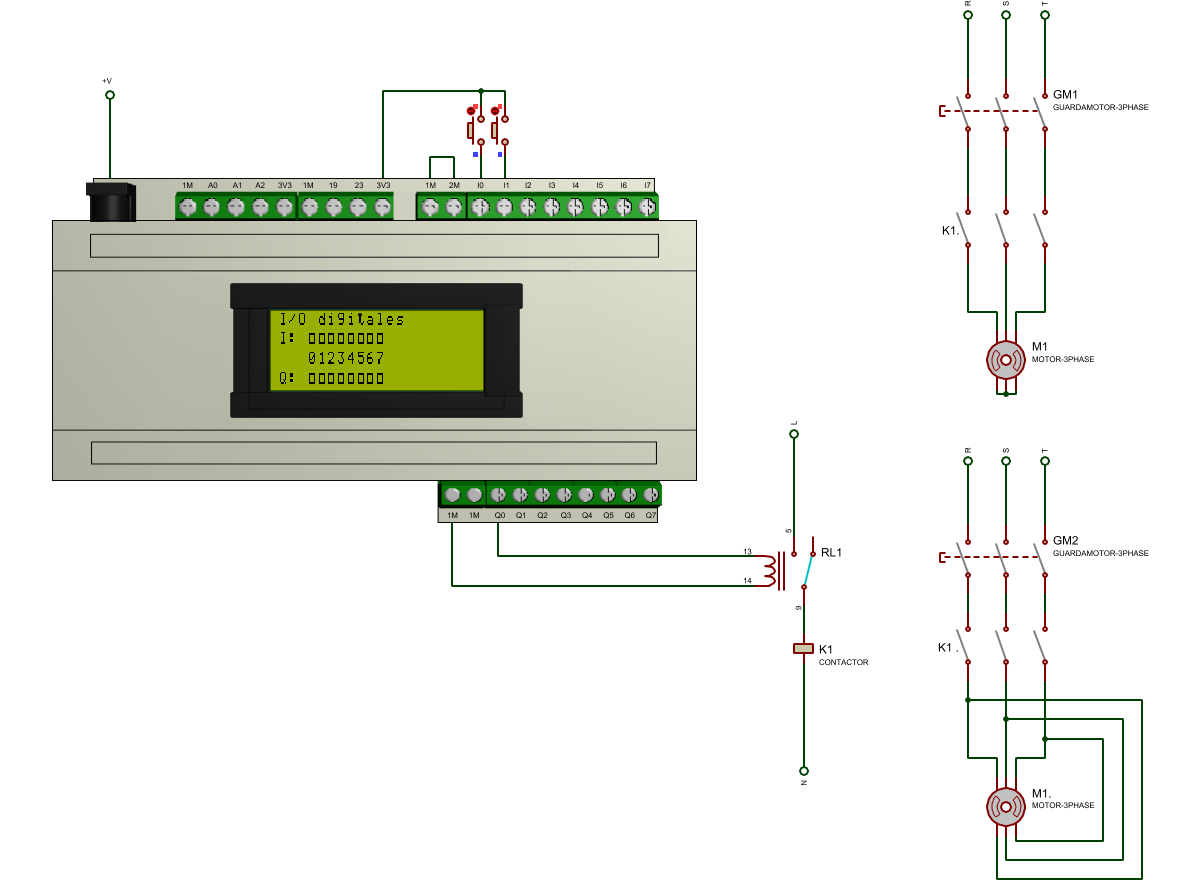 R S T
+V
GM1
GUARDAMOTOR-3PHASE
1M A0 A1 A2 3V3 1M 19 23 3V3 1M 2M I0 I1 I2 I3 I4 I5 I6 I7
K1.
I/O digitales
I: 00000000
01234567
Q: 00000000
M1
MOTOR-3PHASE
L
R S T
1M 1M Q0 Q1 Q2 Q3 Q4 Q5 Q6 Q7
5
GM2
GUARDAMOTOR-3PHASE
13
RL1
14
9
K1
CONTACTOR
K1 .
N
M1.
MOTOR-3PHASE